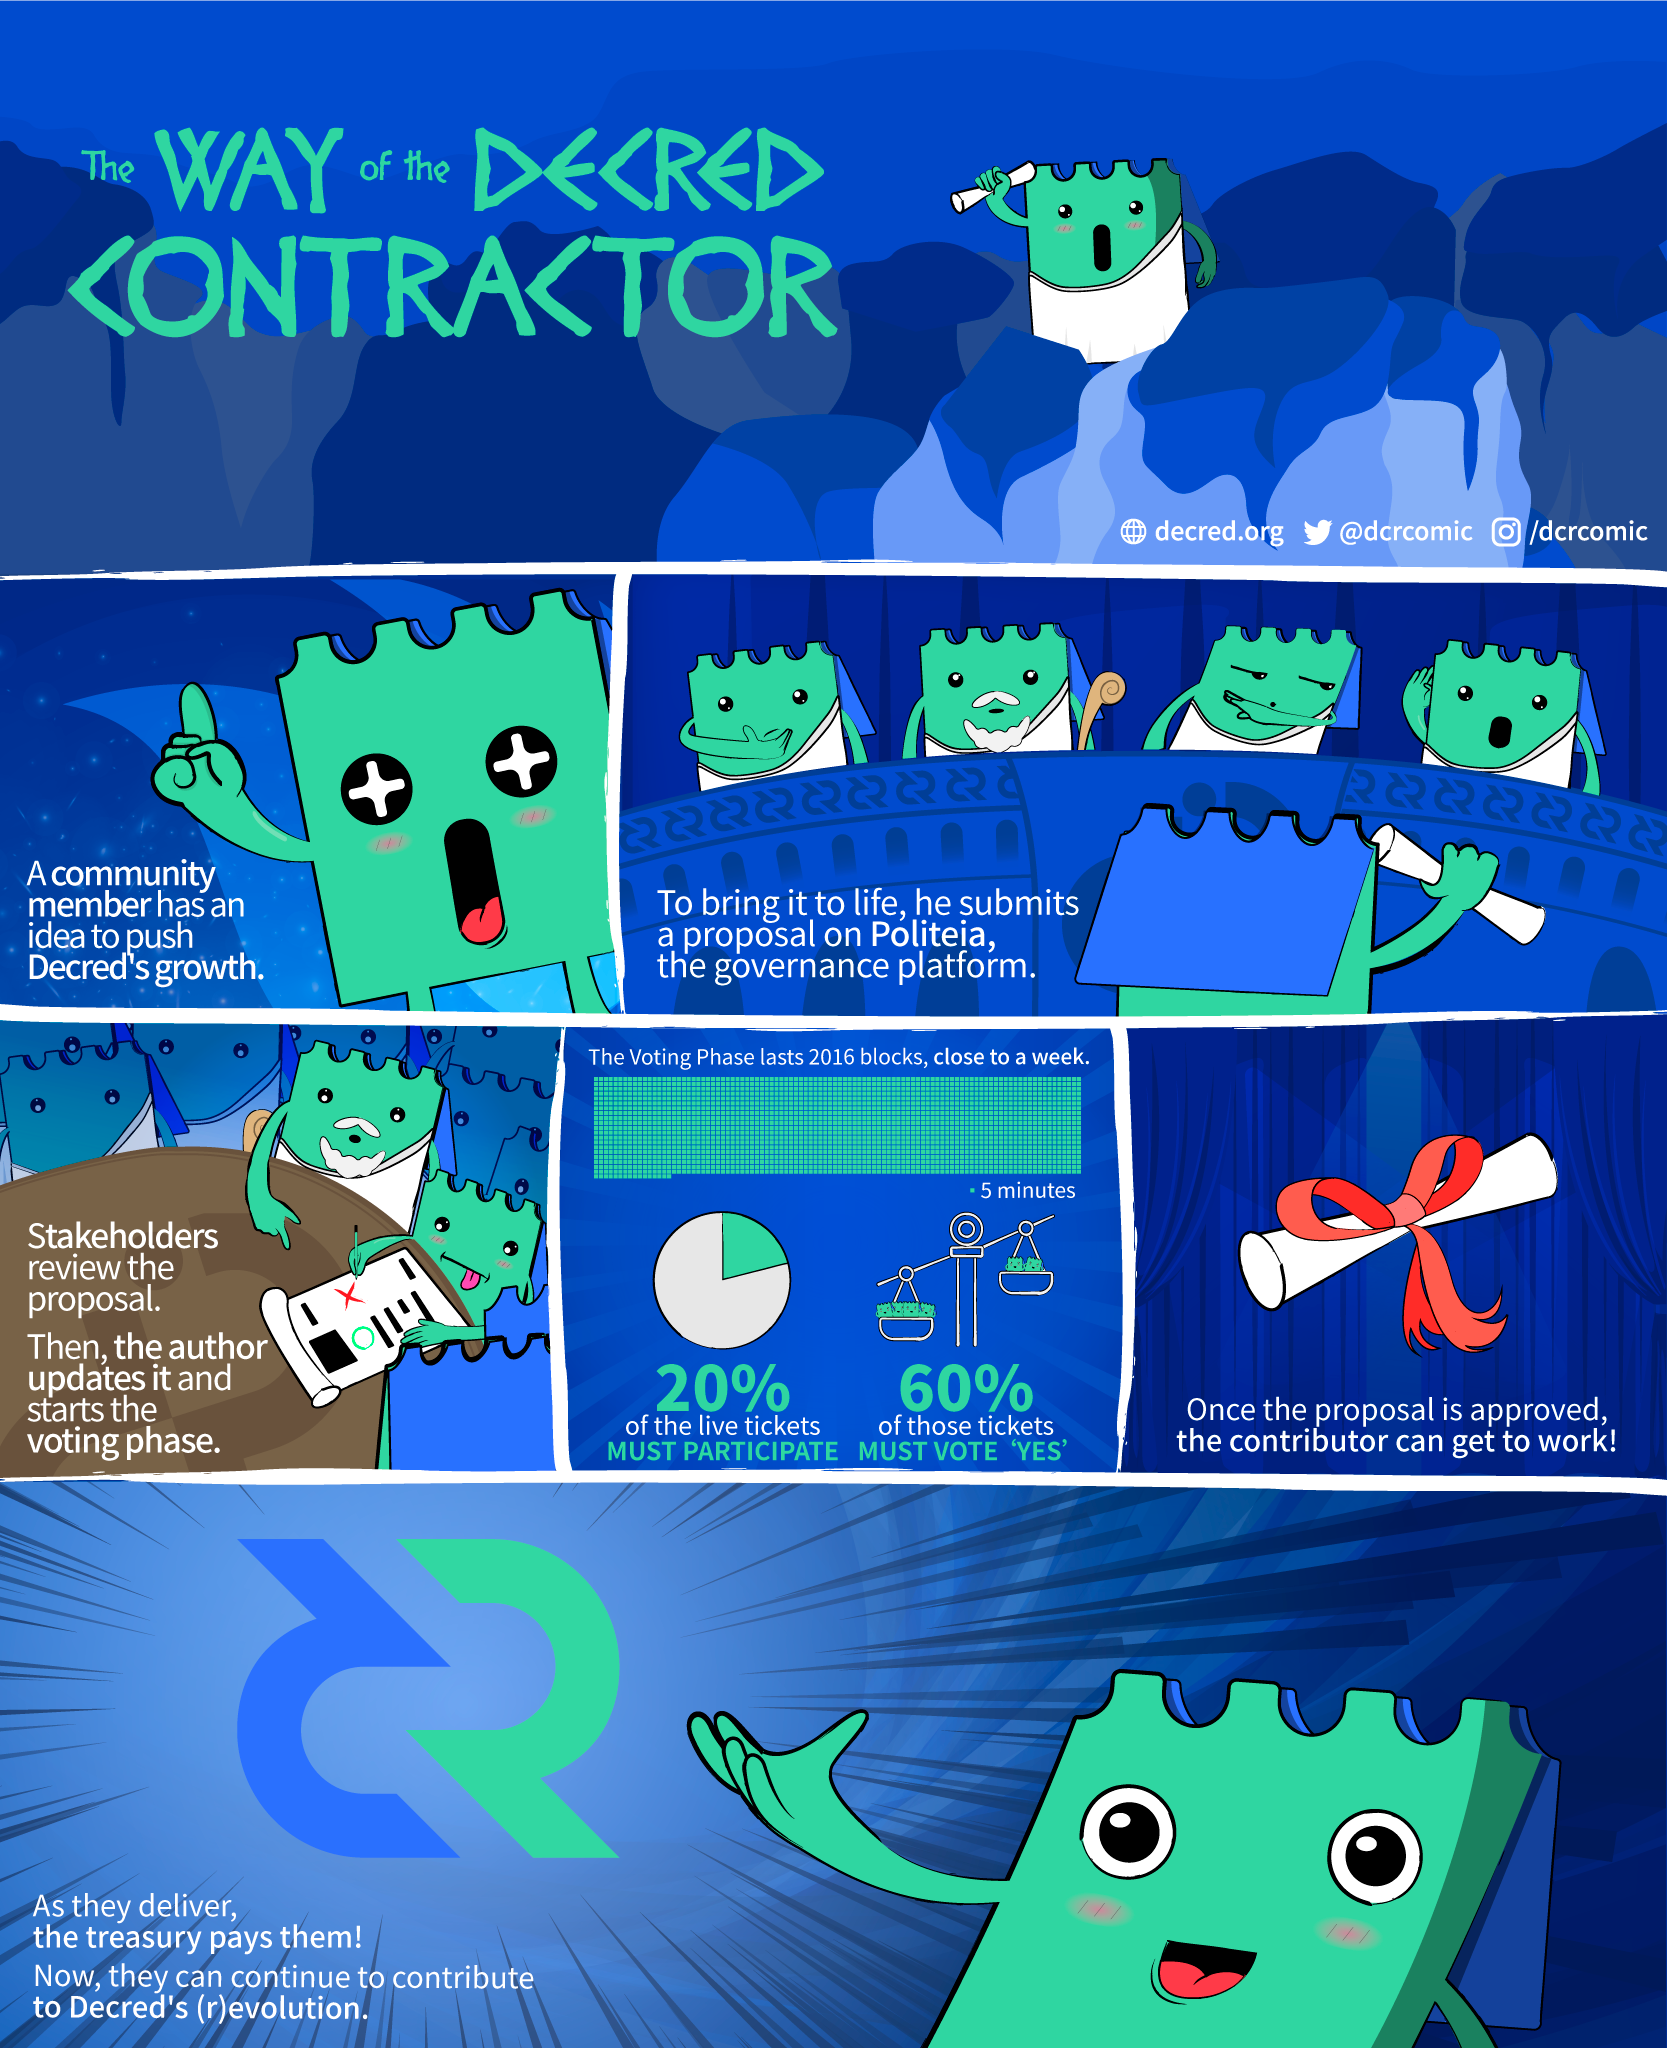 The WAY of the DECRED
CONTRACTOR
decred.org @dcrcomic /dcrcomic
A community
member has an
idea to push
Decred's growth.
To bring it to life, he submits
a proposal on Politeia,
the governance platform.
Stakeholders
review the
proposal.
Then, the author
updates it and
starts the
voting phase.
The Voting Phase lasts 2016 blocks, close to a week.
5 minutes
20%
of the live tickets
MUST PARTICIPATE
60%
of those tickets
MUST VOTE ‘YES’
Once the proposal is approved,
the contributor can get to work!
As they deliver,
the treasury pays them!
Now, they can continue to contribute
to Decred's (r)evolution.